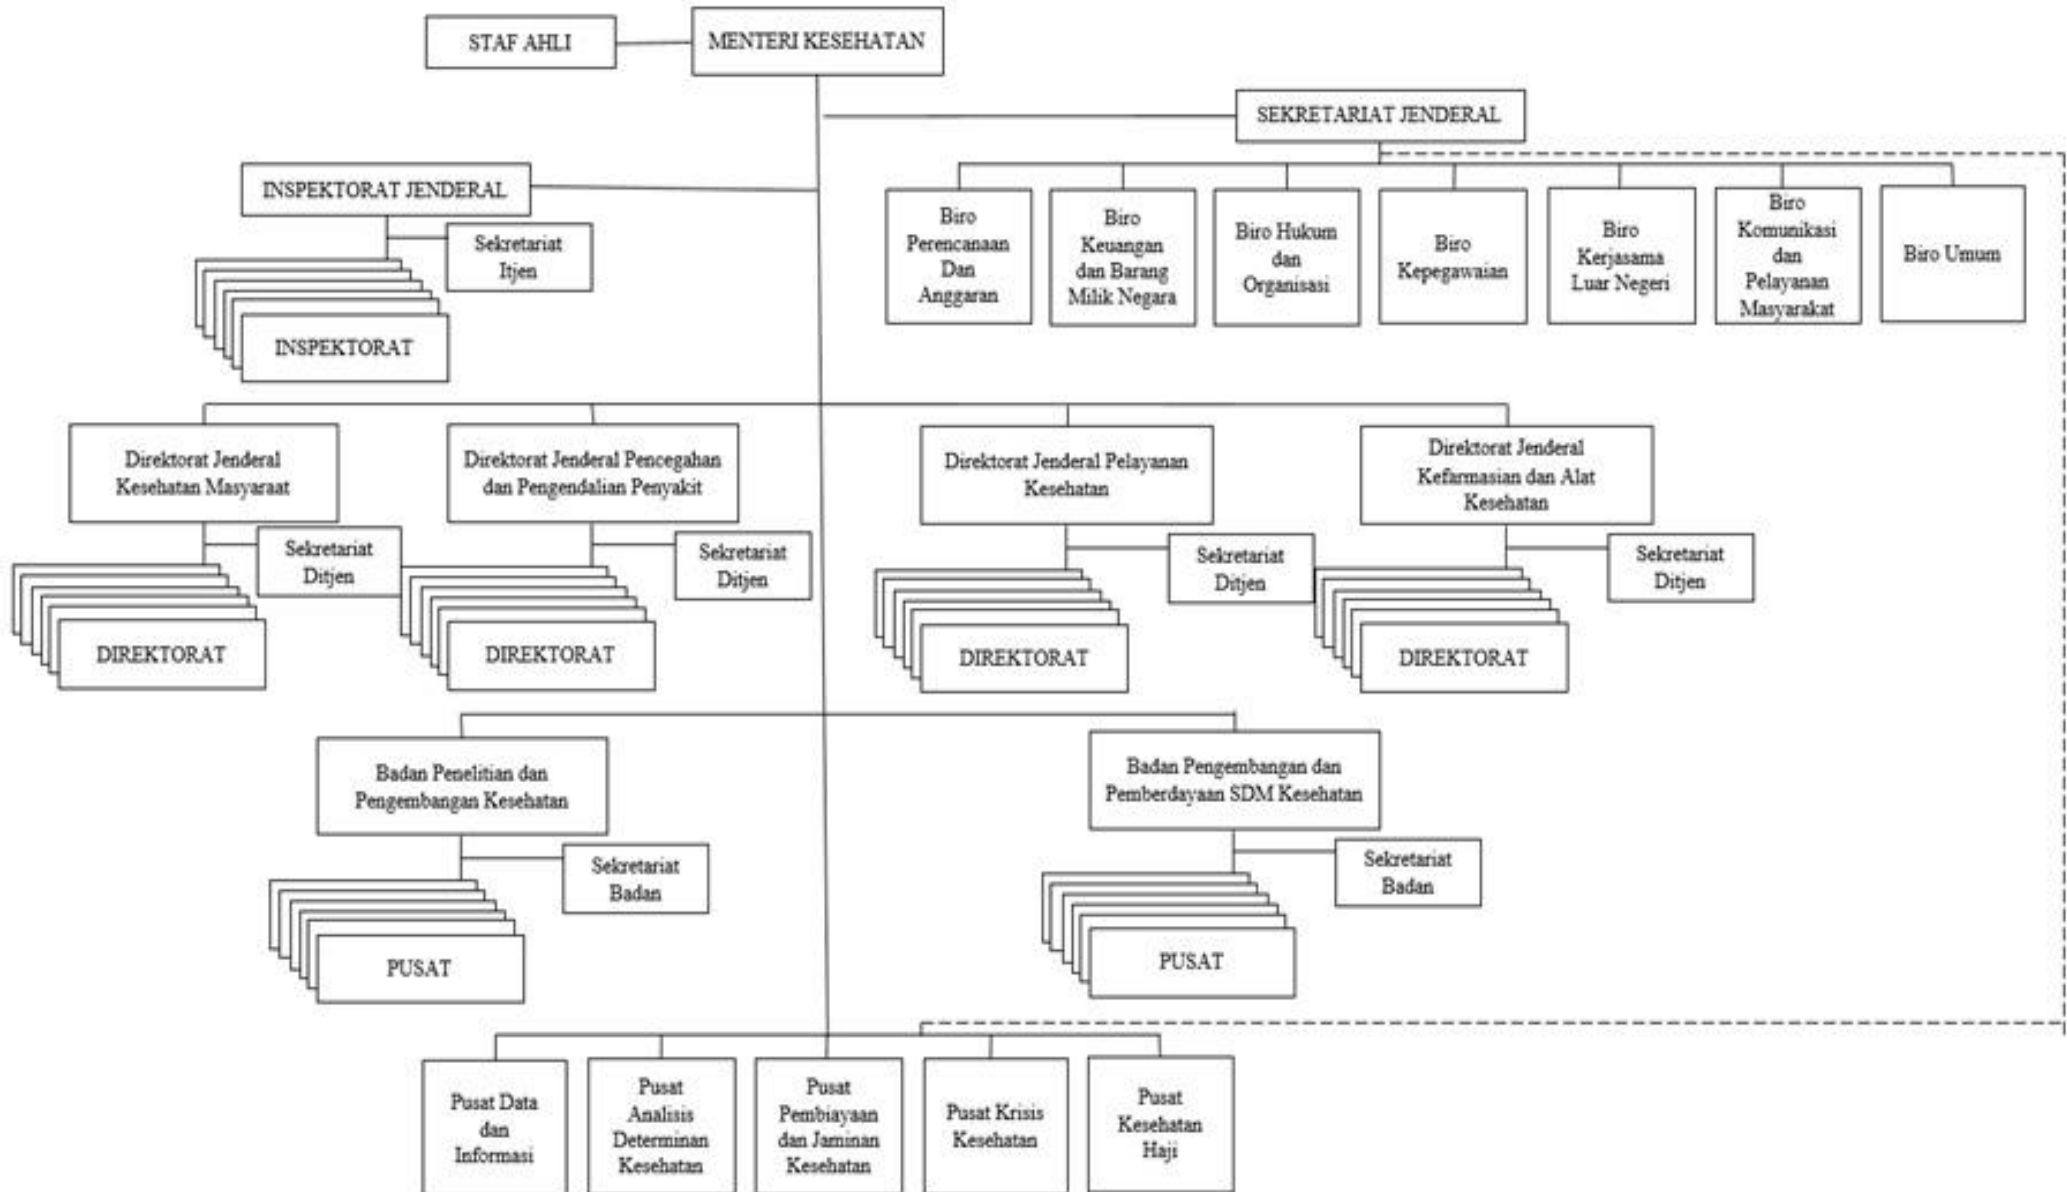 STAF AHLI
MENTERI KESEHATAN
SEKRETARIAT JENDERAL
INSPEKTORAT JENDERAL
Sekretariat
Itjen
INSPEKTORAT
Biro
Perencanaan
Dan
Anggaran
Biro
Keuangan
dan Barang
Milik Negara
Biro Hukum
dan
Organisasi
Biro
Kepegawaian
Biro
Kerjasama
Luar Negeri
Biro
Komunikasi
dan
Pelayanan
Masyarakat
Biro Umum
Direktorat Jenderal
Kesehatan Masyaraat
Sekretariat
Ditjen
DIREKTORAT
Direktorat Jenderal Pencegahan
dan Pengendalian Penyakit
Sekretariat
Ditjen
DIREKTORAT
Direktorat Jenderal Pelayanan
Kesehatan
Sekretariat
Ditjen
DIREKTORAT
Direktorat Jenderal
Kefarmasian dan Alat
Kesehatan
Sekretariat
Ditjen
DIREKTORAT
Badan Penelitian dan
Pengembangan Kesehatan
Sekretariat
Badan
PUSAT
Badan Pengembangan dan
Pemberdayaan SDM Kesehatan
Sekretariat
Badan
PUSAT
Pusat Data
dan
Informasi
Pusat
Analisis
Determinan
Kesehatan
Pusat
Pembiayaan
dan Jaminan
Kesehatan
Pusat Krisis
Kesehatan
Pusat
Kesehatan
Haji